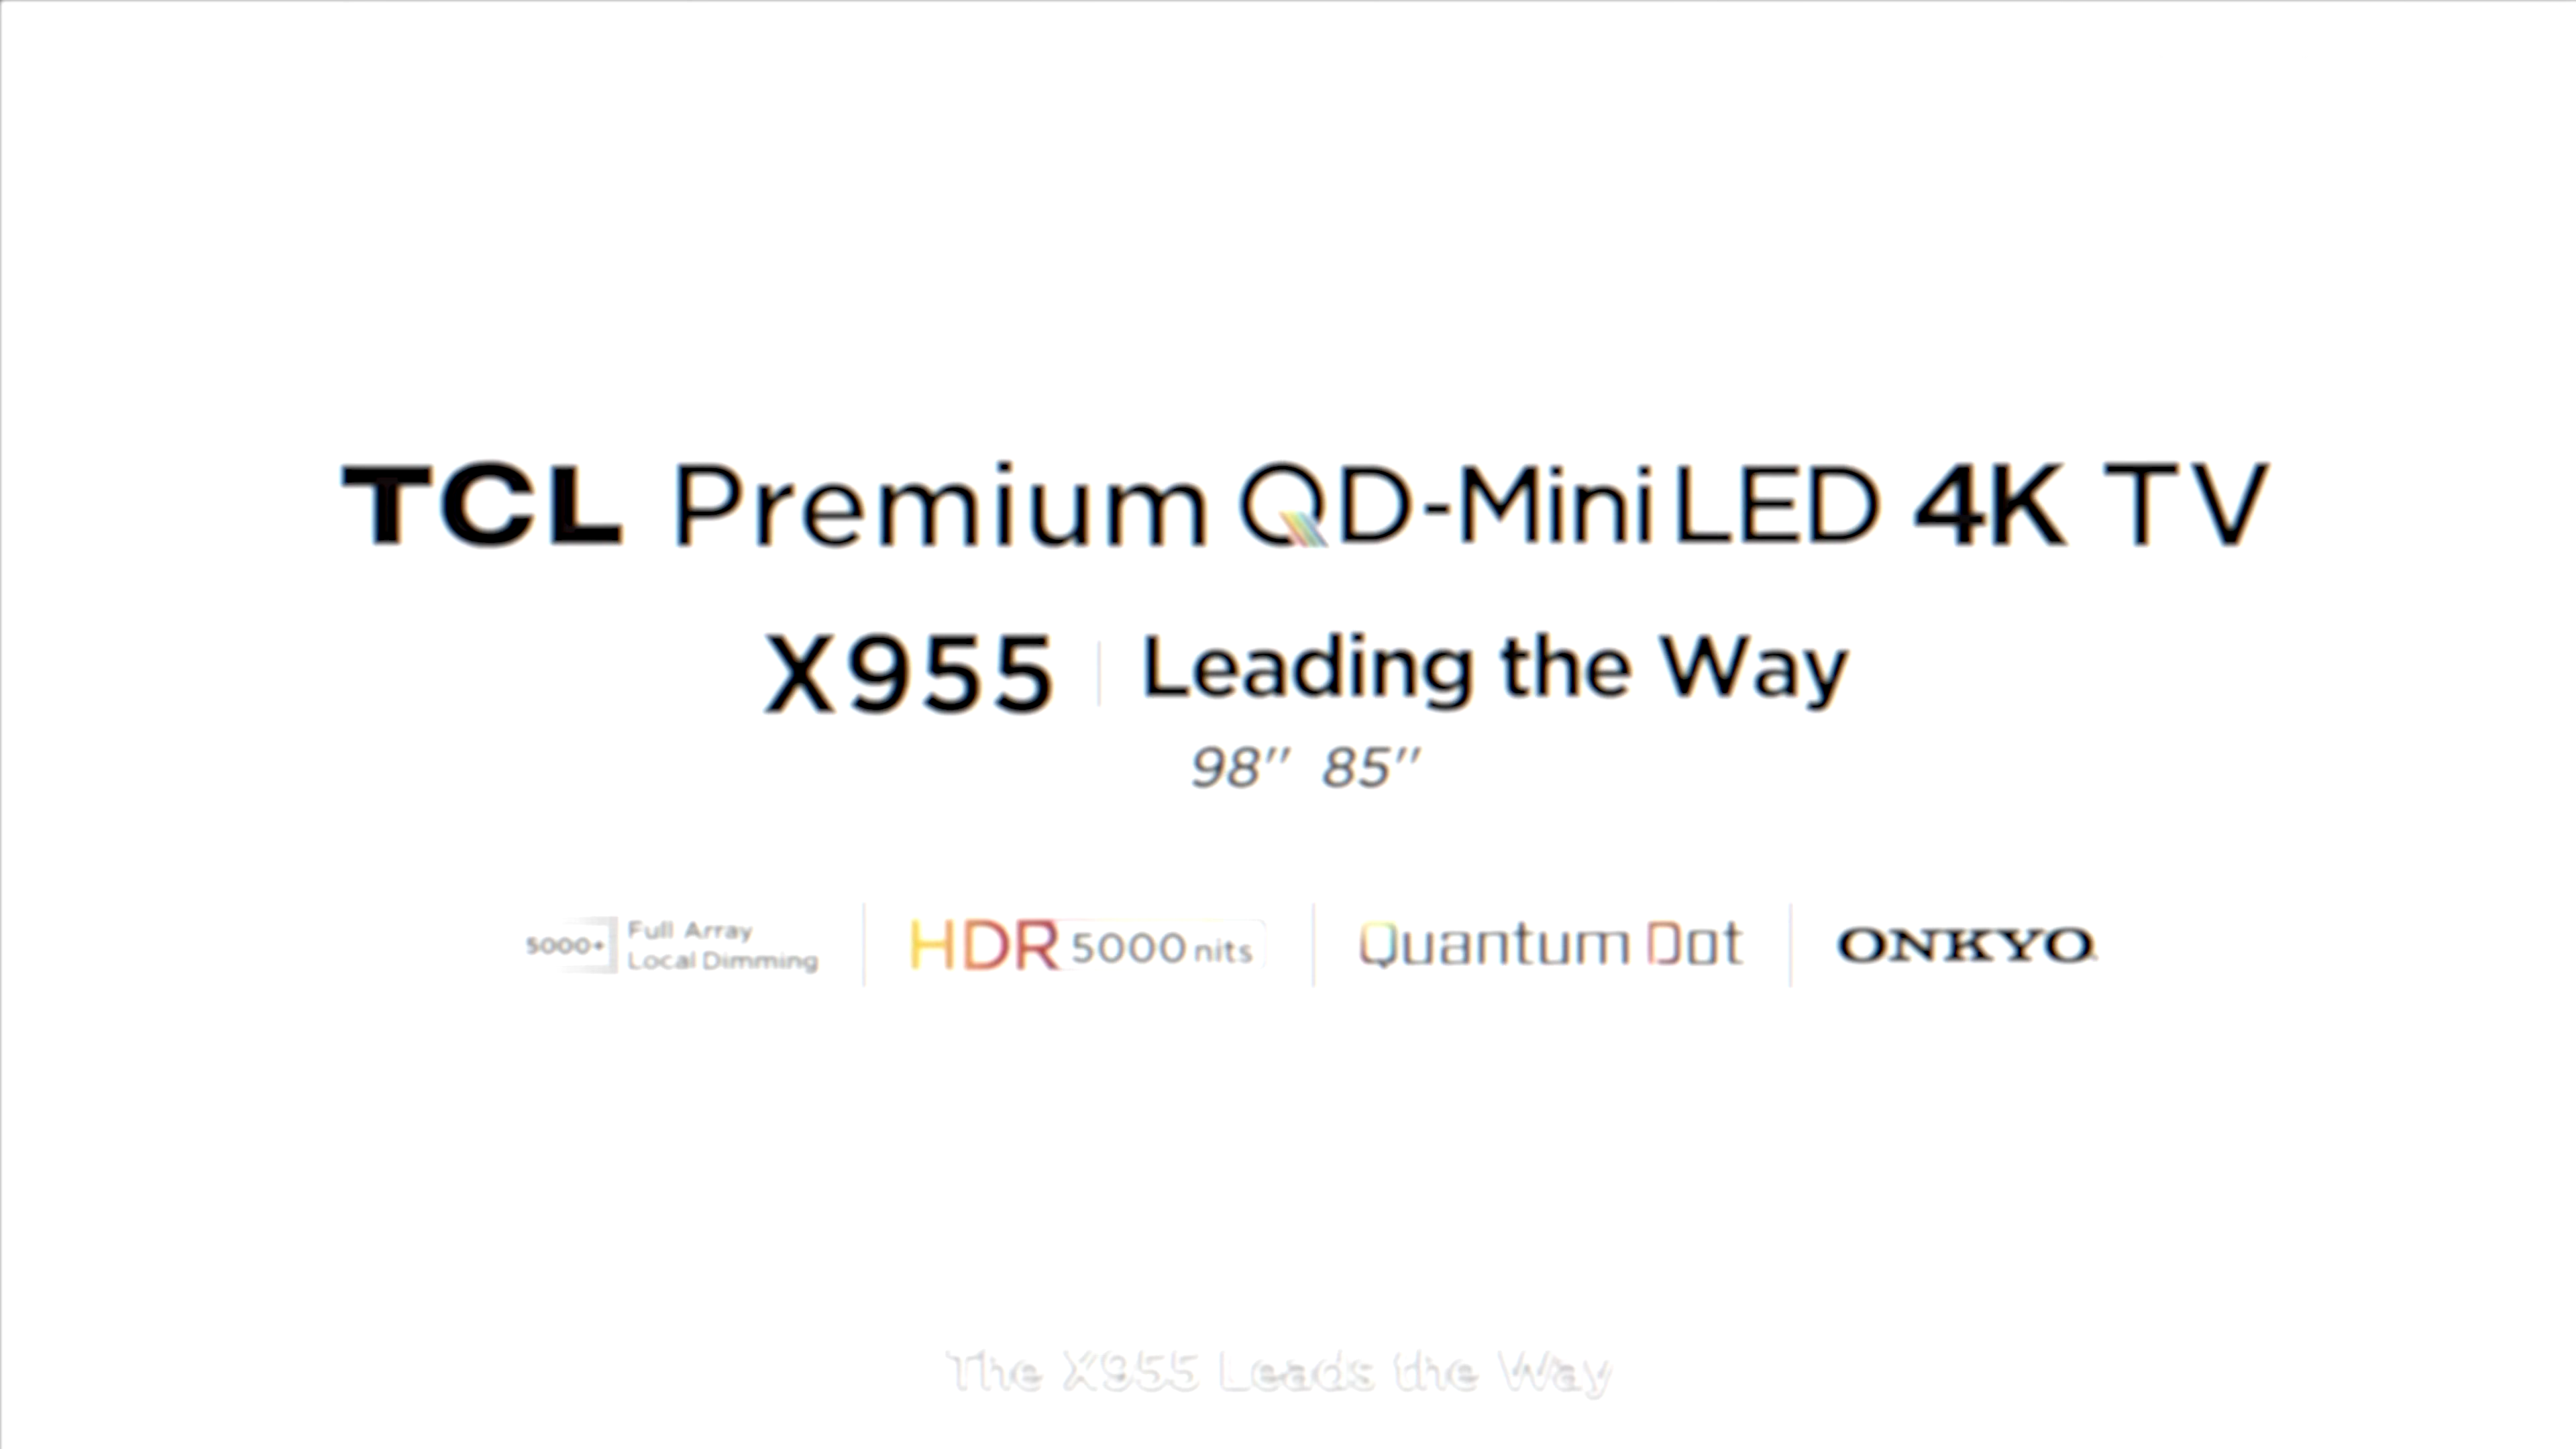 TCL Premium QD-Mini LED 4K TV
X955 | Leading the Way
98″ 85″
5000+ Full Array Local Dimming | HDR 5000 nits | Quantum Dot | ONKYO
The X955 Leads the Way